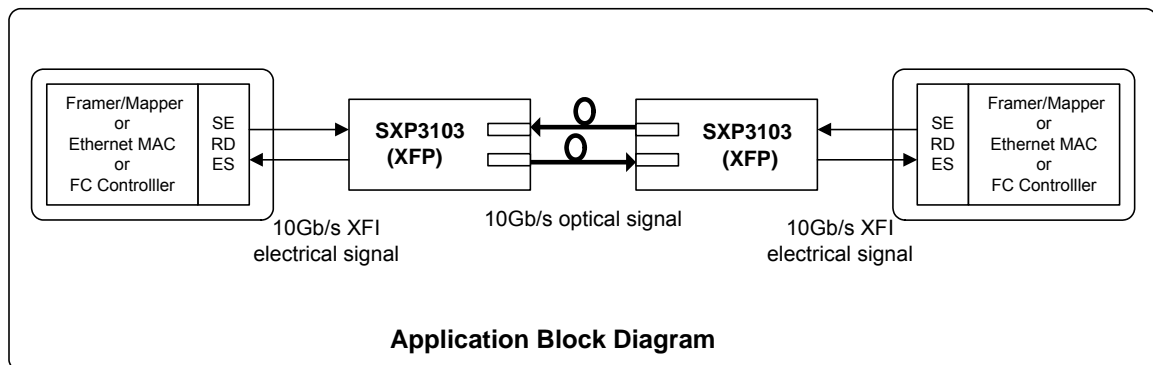 Framer/Mapper
or
Ethernet MAC
or
FC Controlller
SE
RD
ES
SXP3103
(XFP)
SXP3103
(XFP)
SE
RD
ES
Framer/Mapper
or
Ethernet MAC
or
FC Controlller
10Gb/s XFI
electrical signal
10Gb/s optical signal
10Gb/s XFI
electrical signal
Application Block Diagram